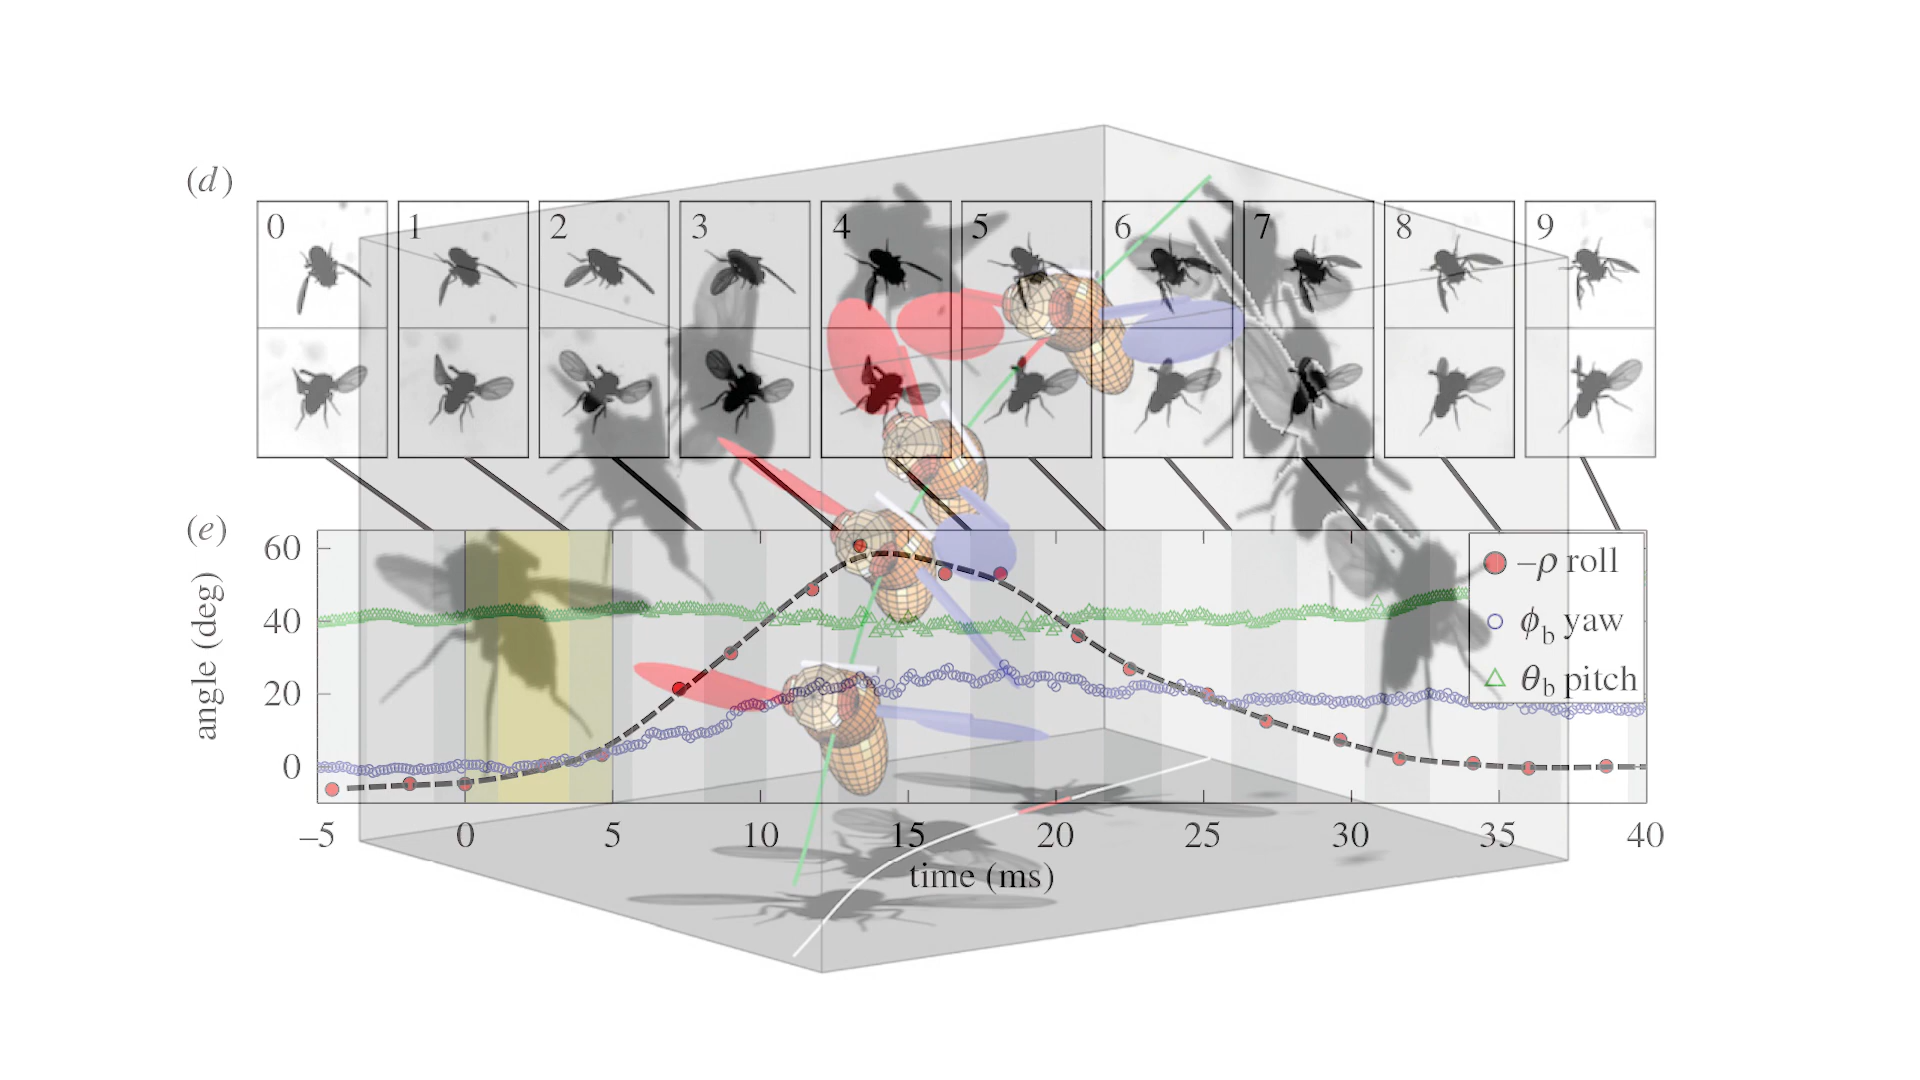 (d)
0 1 2 3 4 5 6 7 8 9
(e)
angle (deg)
60
40
20
0
–ρ roll
ϕb yaw
θb pitch
–5 0 5 10 15 20 25 30 35 40
time (ms)